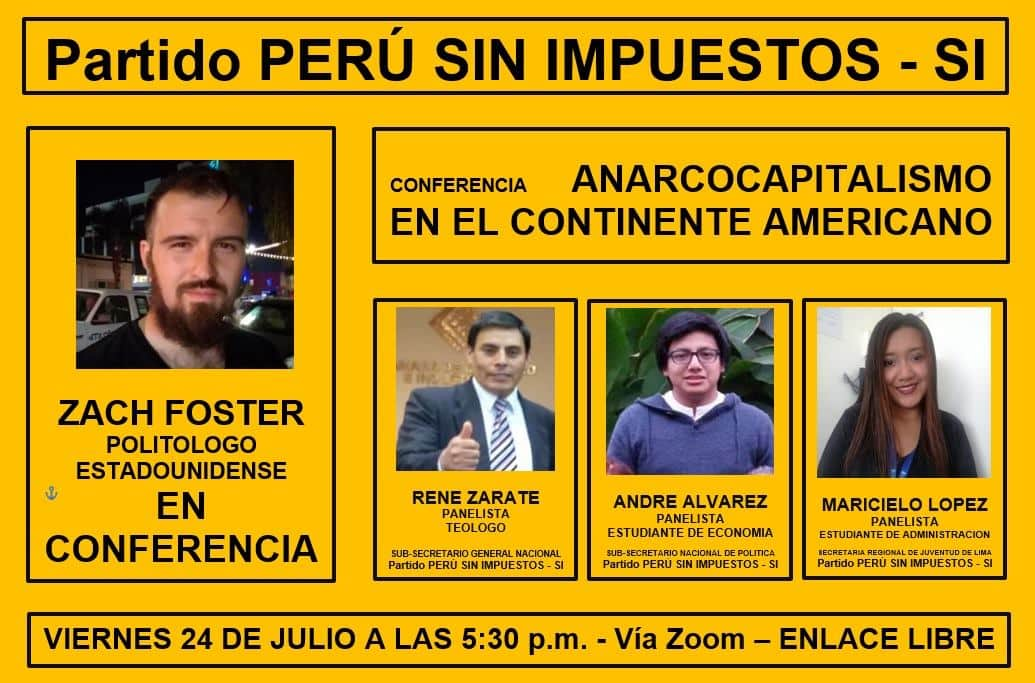 Partido PERÚ SIN IMPUESTOS - SI
CONFERENCIA ANARCOCAPITALISMO
EN EL CONTINENTE AMERICANO
ZACH FOSTER
POLITOLOGO
ESTADOUNIDENSE
EN
CONFERENCIA
RENE ZARATE
PANELISTA
TEOLOGO
SUB-SECRETARIO GENERAL NACIONAL
Partido PERÚ SIN IMPUESTOS - SI
ANDRE ALVAREZ
PANELISTA
ESTUDIANTE DE ECONOMIA
SUB-SECRETARIO NACIONAL DE POLITICA
Partido PERÚ SIN IMPUESTOS - SI
MARICIELO LOPEZ
PANELISTA
ESTUDIANTE DE ADMINISTRACION
SECRETARIA REGIONAL DE JUVENTUD DE LIMA
Partido PERÚ SIN IMPUESTOS - SI
VIERNES 24 DE JULIO A LAS 5:30 p.m. - Vía Zoom – ENLACE LIBRE